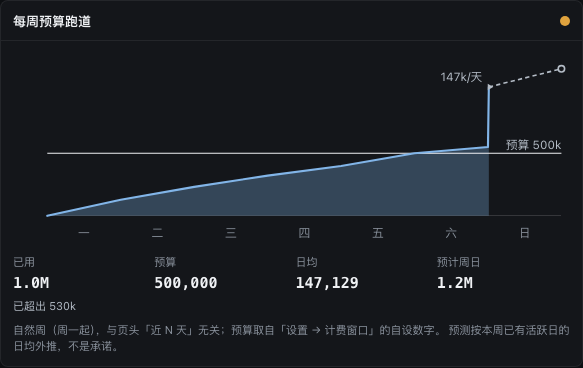 每周预算跑道
147k/天
预算 500k
一 二 三 四 五 六 日
已用 预算 日均 预计周日
1.0M 500,000 147,129 1.2M
已超出 530k
自然周（周一起），与页头「近 N 天」无关；预算取自「设置 → 计费窗口」的自设数字。 预测按本周已有活跃日的
日均外推，不是承诺。